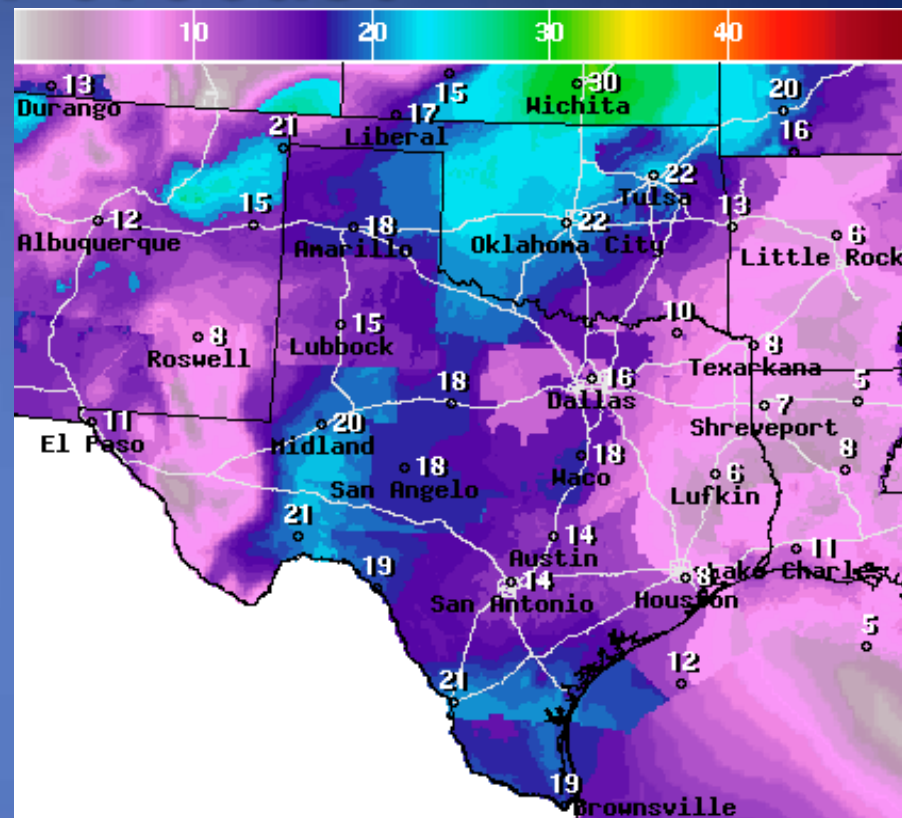 10 20 30 40
13
Durango
15
30
Wichita
20
17
Liberal
21
16
22
Tulsa
12
Albuquerque
15
18
Amarillo
22
Oklahoma City
13
6
Little Rock
8
Roswell
15
Lubbock
10
8
Texarkana
18
16
Dallas
7
Shreveport
5
11
El Paso
20
Midland
18
San Angelo
18
Waco
6
Lufkin
8
21
14
Austin
11
Lake Charles
19
14
San Antonio
8
Houston
5
12
21
19
Brownsville